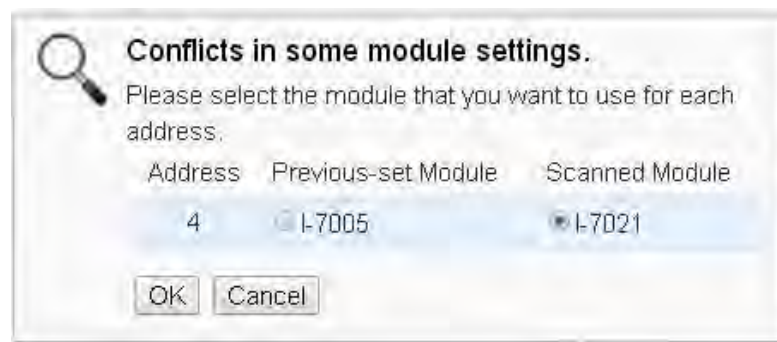 Conflicts in some module settings.
Please select the module that you want to use for each
address.
Address Previous-set Module Scanned Module
4 I-7005 I-7021
OK Cancel